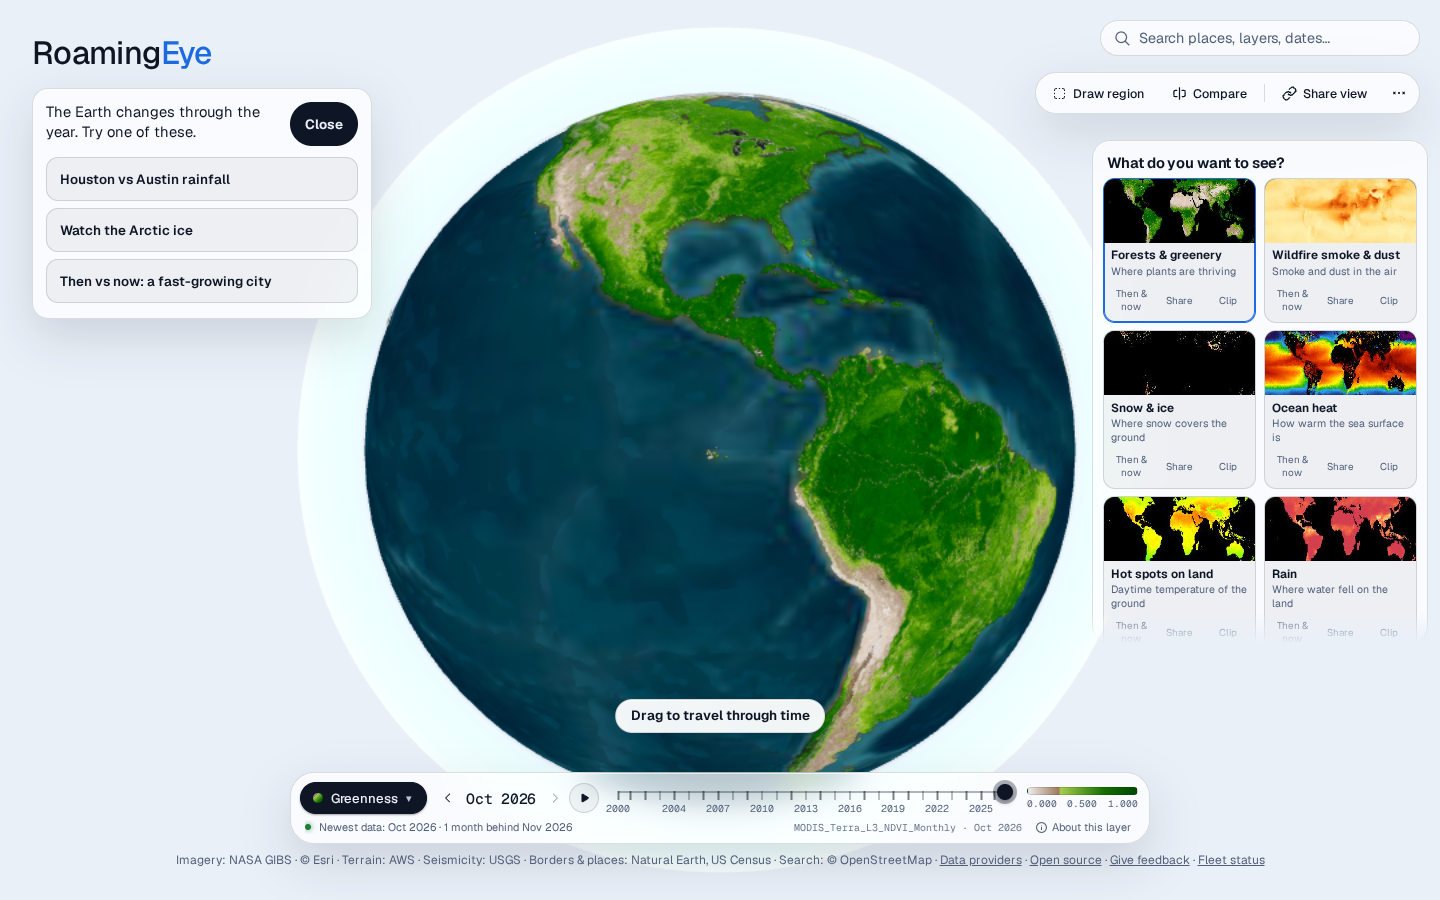 RoamingEye
Search places, layers, dates...
Draw region
Compare
Share view
The Earth changes through the
year. Try one of these.
Close
Houston vs Austin rainfall
Watch the Arctic ice
Then vs now: a fast-growing city
What do you want to see?
Forests & greenery
Where plants are thriving
Then &
now
Share
Clip
Wildfire smoke & dust
Smoke and dust in the air
Then &
now
Share
Clip
Snow & ice
Where snow covers the
ground
Then &
now
Share
Clip
Ocean heat
How warm the sea surface
is
Then &
now
Share
Clip
Hot spots on land
Daytime temperature of the
ground
Then &
now
Share
Clip
Rain
Where water fell on the
land
Then &
now
Share
Clip
Drag to travel through time
Greenness
Oct 2026
2000 2004 2007 2010 2013 2016 2019 2022 2025
0.000 0.500 1.000
Newest data: Oct 2026 · 1 month behind Nov 2026
MODIS_Terra_L3_NDVI_Monthly · Oct 2026
About this layer
Imagery: NASA GIBS · © Esri · Terrain: AWS · Seismicity: USGS · Borders & places: Natural Earth, US Census · Search: © OpenStreetMap · Data providers · Open source · Give feedback · Fleet status